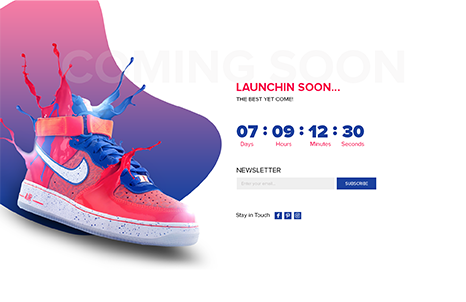 COMING SOON
LAUNCHIN SOON...
THE BEST YET COME!
07 : 09 : 12 : 30
Days Hours Minutes Seconds
NEWSLETTER
Enter your email... SUBSCRIBE
Stay in Touch
AIR